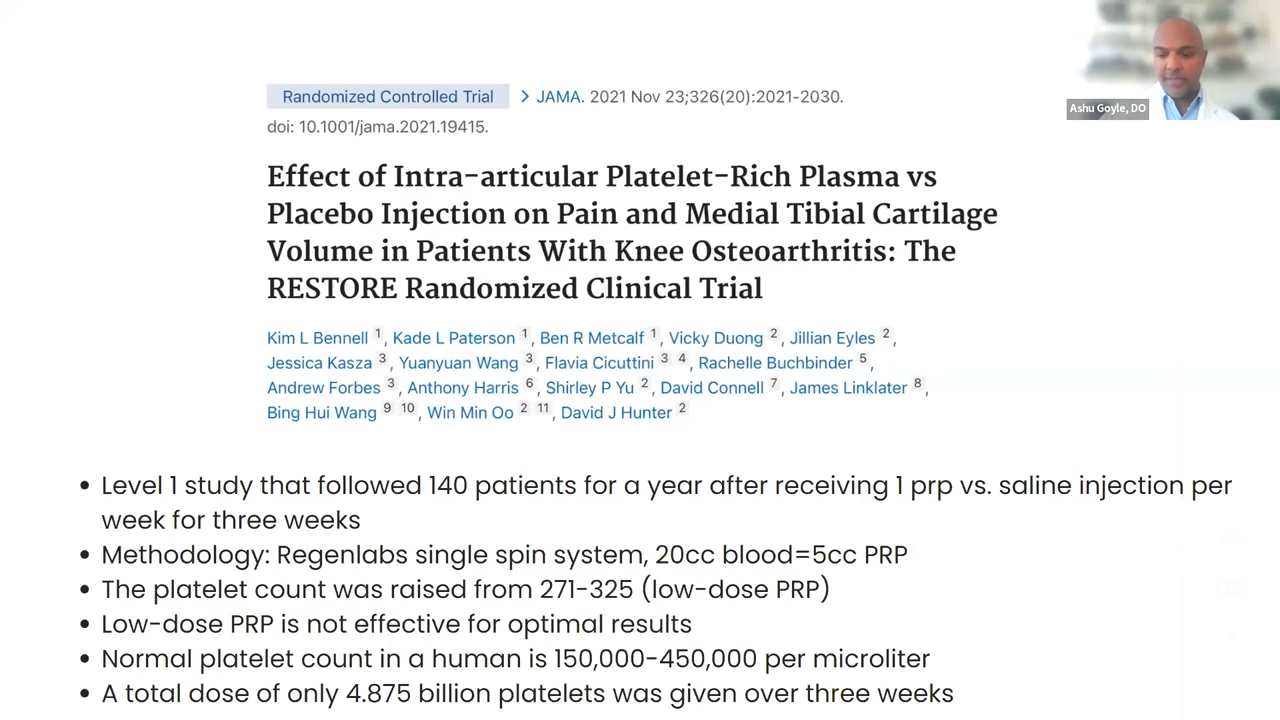 Ashu Goyle, DO
Randomized Controlled Trial > JAMA. 2021 Nov 23;326(20):2021-2030.
doi: 10.1001/jama.2021.19415.
Effect of Intra-articular Platelet-Rich Plasma vs
Placebo Injection on Pain and Medial Tibial Cartilage
Volume in Patients With Knee Osteoarthritis: The
RESTORE Randomized Clinical Trial
Kim L Bennell 1, Kade L Paterson 1, Ben R Metcalf 1, Vicky Duong 2, Jillian Eyles 2,
Jessica Kasza 3, Yuanyuan Wang 3, Flavia Cicuttini 3 4, Rachelle Buchbinder 5,
Andrew Forbes 3, Anthony Harris 6, Shirley P Yu 2, David Connell 7, James Linklater 8,
Bing Hui Wang 9 10, Win Min Oo 2 11, David J Hunter 2
• Level 1 study that followed 140 patients for a year after receiving 1 prp vs. saline injection per
week for three weeks
• Methodology: Regenlabs single spin system, 20cc blood=5cc PRP
• The platelet count was raised from 271-325 (low-dose PRP)
• Low-dose PRP is not effective for optimal results
• Normal platelet count in a human is 150,000-450,000 per microliter
• A total dose of only 4.875 billion platelets was given over three weeks